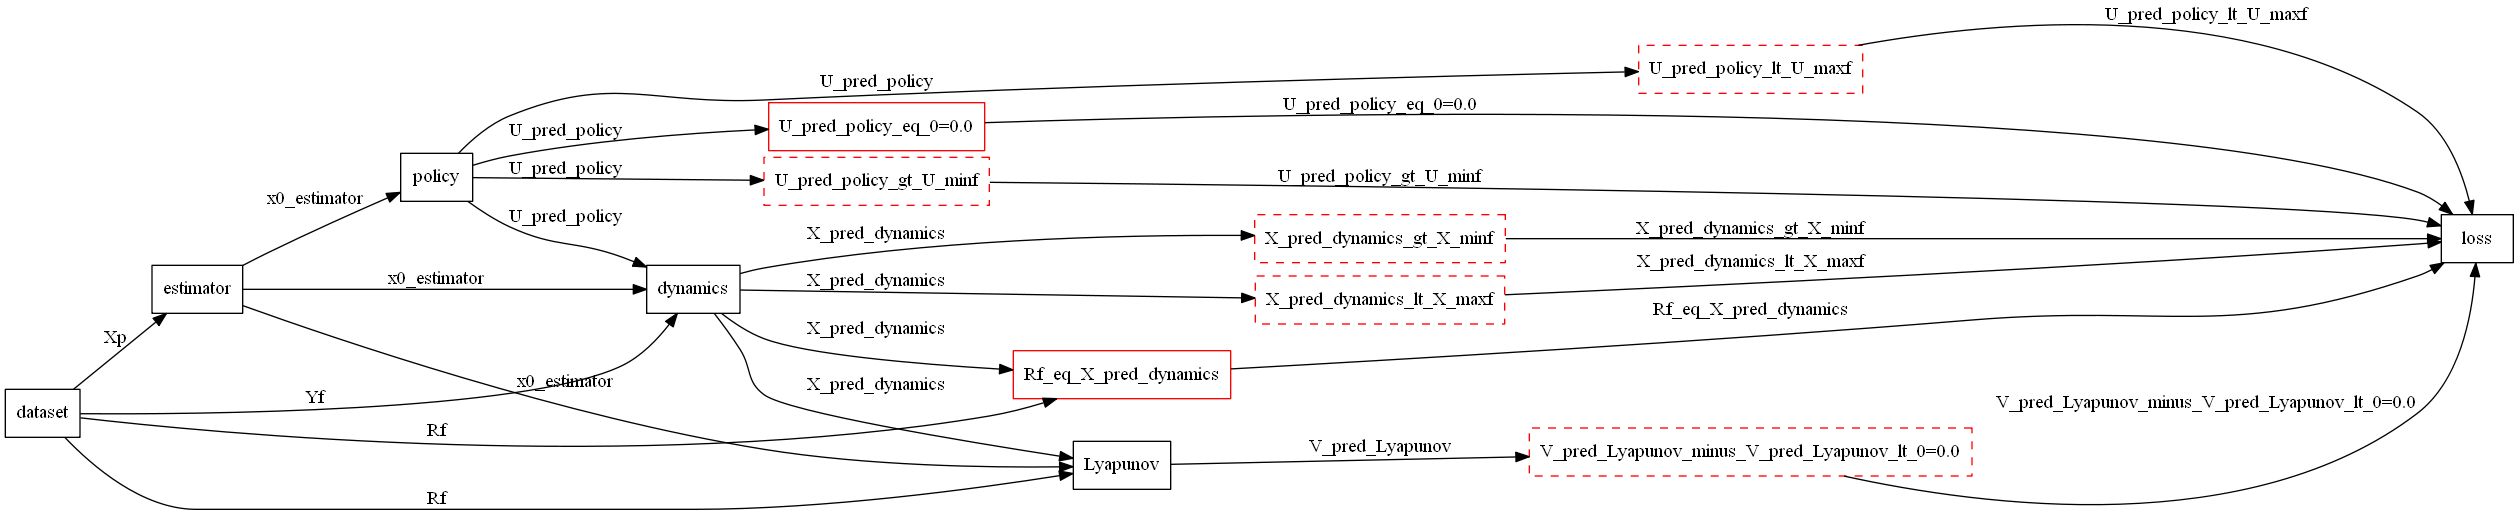 U_pred_policy_lt_U_maxf
U_pred_policy_lt_U_maxf
U_pred_policy
U_pred_policy_eq_0=0.0
U_pred_policy
U_pred_policy_eq_0=0.0
U_pred_policy
policy
U_pred_policy_gt_U_minf
U_pred_policy_gt_U_minf
x0_estimator
U_pred_policy
X_pred_dynamics
X_pred_dynamics_gt_X_minf
X_pred_dynamics_gt_X_minf
loss
estimator
x0_estimator
dynamics
X_pred_dynamics
X_pred_dynamics_lt_X_maxf
X_pred_dynamics_lt_X_maxf
Xp
X_pred_dynamics
Rf_eq_X_pred_dynamics
Rf_eq_X_pred_dynamics
x0_estimator
Yf
X_pred_dynamics
dataset
Rf
V_pred_Lyapunov_minus_V_pred_Lyapunov_lt_0=0.0
Lyapunov
V_pred_Lyapunov
V_pred_Lyapunov_minus_V_pred_Lyapunov_lt_0=0.0
Rf